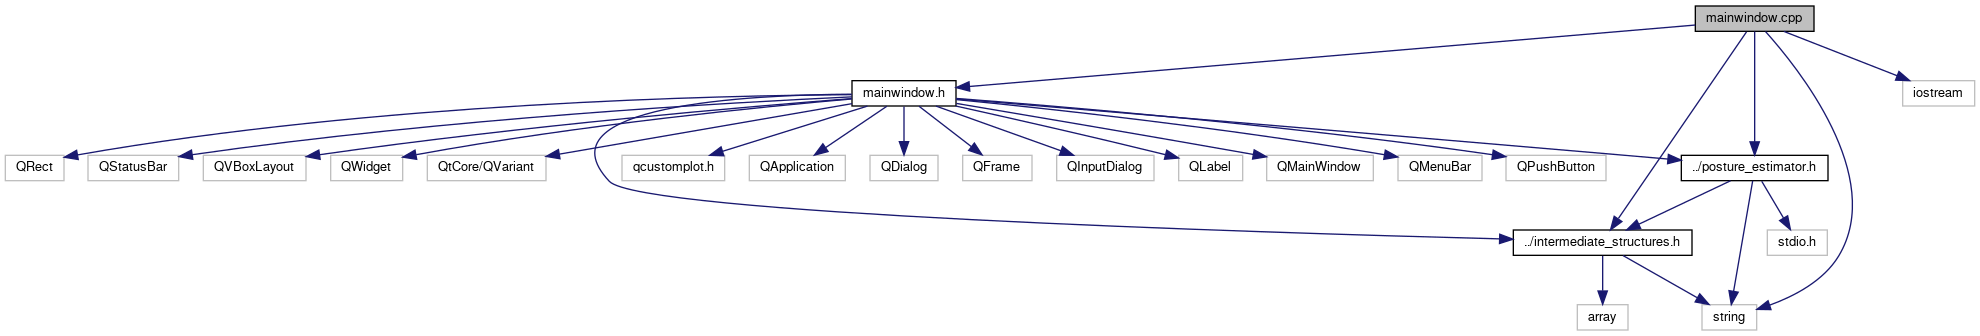 mainwindow.cpp
mainwindow.h
iostream
QRect
QStatusBar
QVBoxLayout
QWidget
QtCore/QVariant
qcustomplot.h
QApplication
QDialog
QFrame
QInputDialog
QLabel
QMainWindow
QMenuBar
QPushButton
../posture_estimator.h
../intermediate_structures.h
stdio.h
array
string